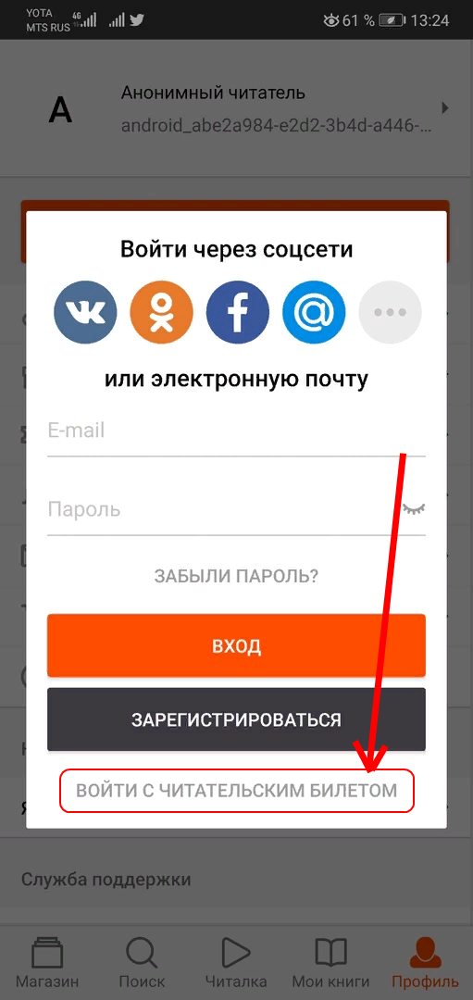 YOTA
MTS RUS
4G
61 %
13:24
А
Анонимный читатель
android_abe2a984-e2d2-3b4d-a446-...
Войти через соцсети
или электронную почту
E-mail
Пароль
ЗАБЫЛИ ПАРОЛЬ?
ВХОД
ЗАРЕГИСТРИРОВАТЬСЯ
ВОЙТИ С ЧИТАТЕЛЬСКИМ БИЛЕТОМ
Служба поддержки
Магазин
Поиск
Читалка
Мои книги
Профиль